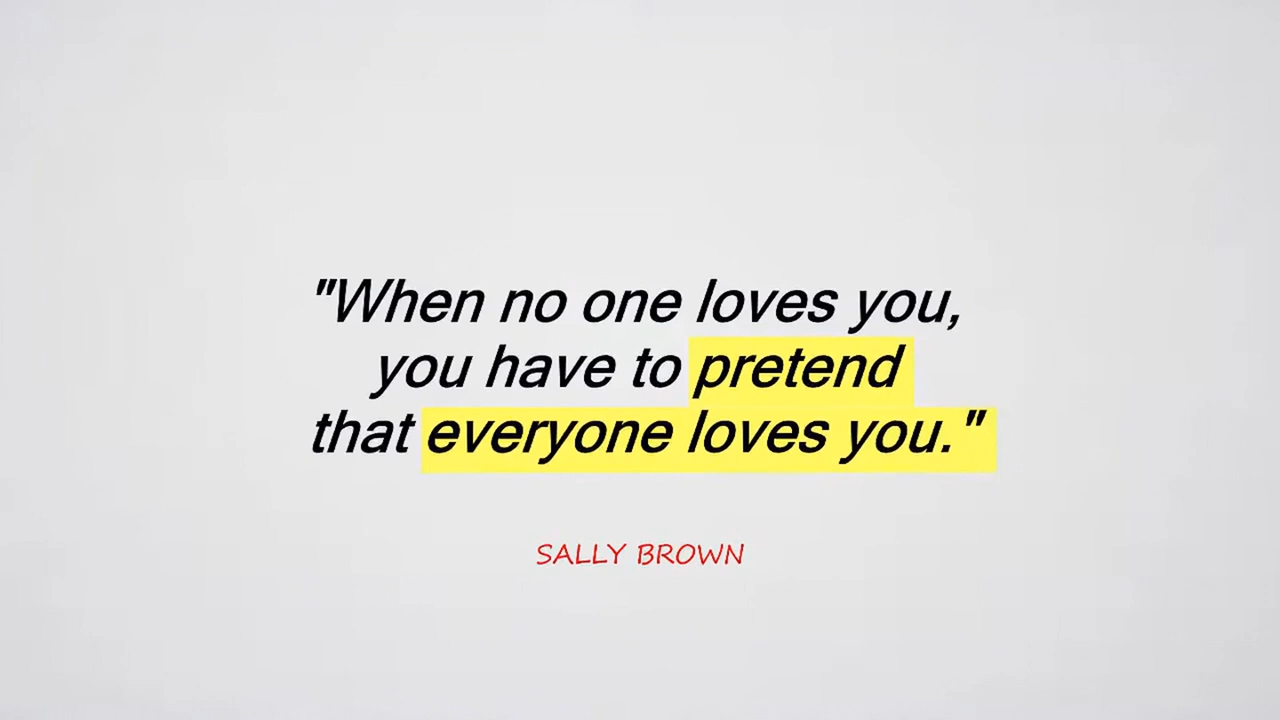 "When no one loves you,
you have to pretend
that everyone loves you."
SALLY BROWN